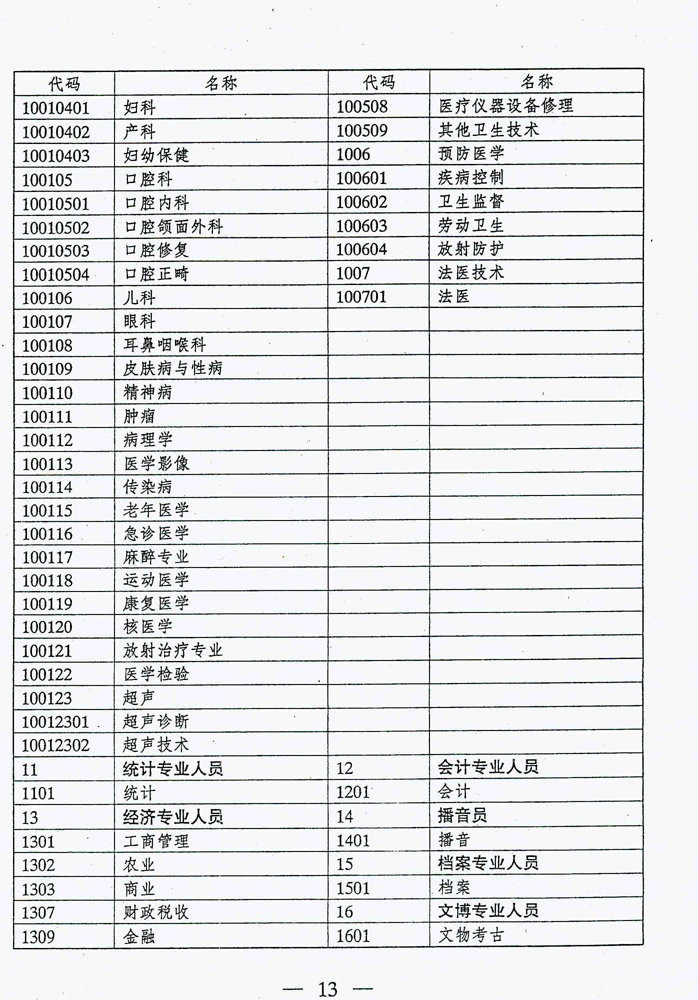 代码 名称 代码 名称
10010401 妇科 100508 医疗仪器设备修理
10010402 产科 100509 其他卫生技术
10010403 妇幼保健 1006 预防医学
100105 口腔科 100601 疾病控制
10010501 口腔内科 100602 卫生监督
10010502 口腔颌面外科 100603 劳动卫生
10010503 口腔修复 100604 放射防护
10010504 口腔正畸 1007 法医技术
100106 儿科 100701 法医
100107 眼科
100108 耳鼻咽喉科
100109 皮肤病与性病
100110 精神病
100111 肿瘤
100112 病理学
100113 医学影像
100114 传染病
100115 老年医学
100116 急诊医学
100117 麻醉专业
100118 运动医学
100119 康复医学
100120 核医学
100121 放射治疗专业
100122 医学检验
100123 超声
10012301 超声诊断
10012302 超声技术
11 统计专业人员 12 会计专业人员
1101 统计 1201 会计
13 经济专业人员 14 播音员
1301 工商管理 1401 播音
1302 农业 15 档案专业人员
1303 商业 1501 档案
1307 财政税收 16 文博专业人员
1309 金融 1601 文物考古
— 13 —